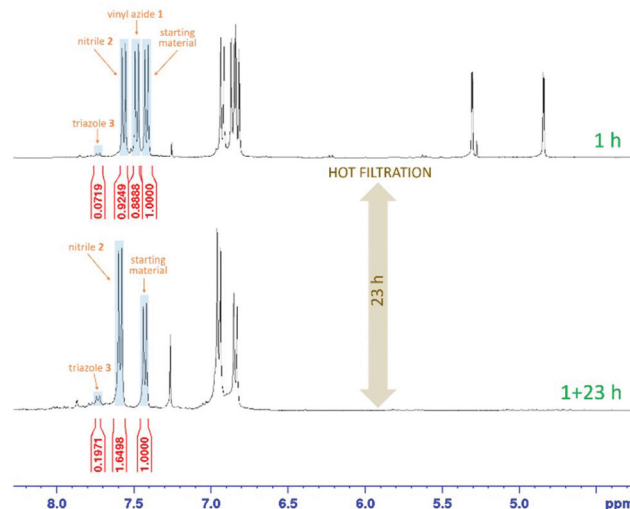 vinyl azide 1
nitrile 2
starting
material
triazole 3
1 h
HOT FILTRATION
0.0719
0.9249
0.8888
1.0000
23 h
nitrile 2
starting
material
triazole 3
1+23 h
0.1971
1.6498
1.0000
8.0
7.5
7.0
6.5
6.0
5.5
5.0
ppm